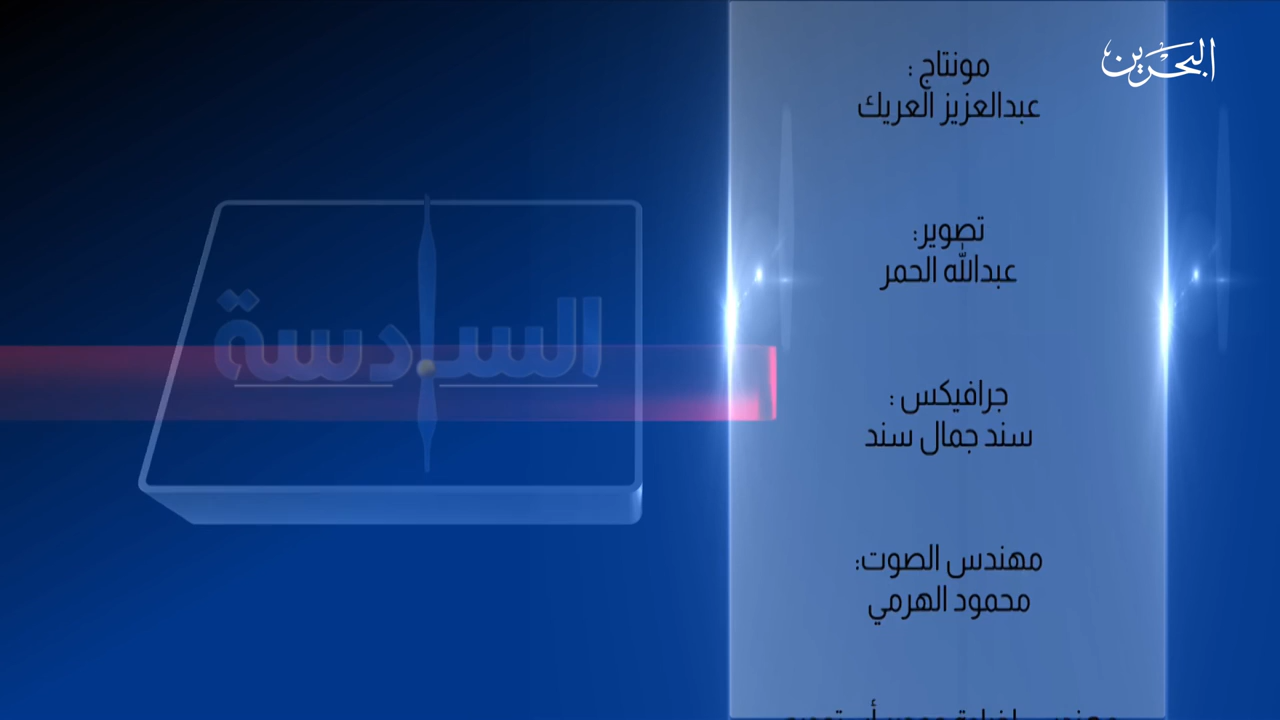 البحرين
مونتاج :
عبدالعزيز العريك
تصوير:
عبدالله الحمر
السادسة
جرافيكس :
سند جمال سند
مهندس الصوت:
محمود الهرمي